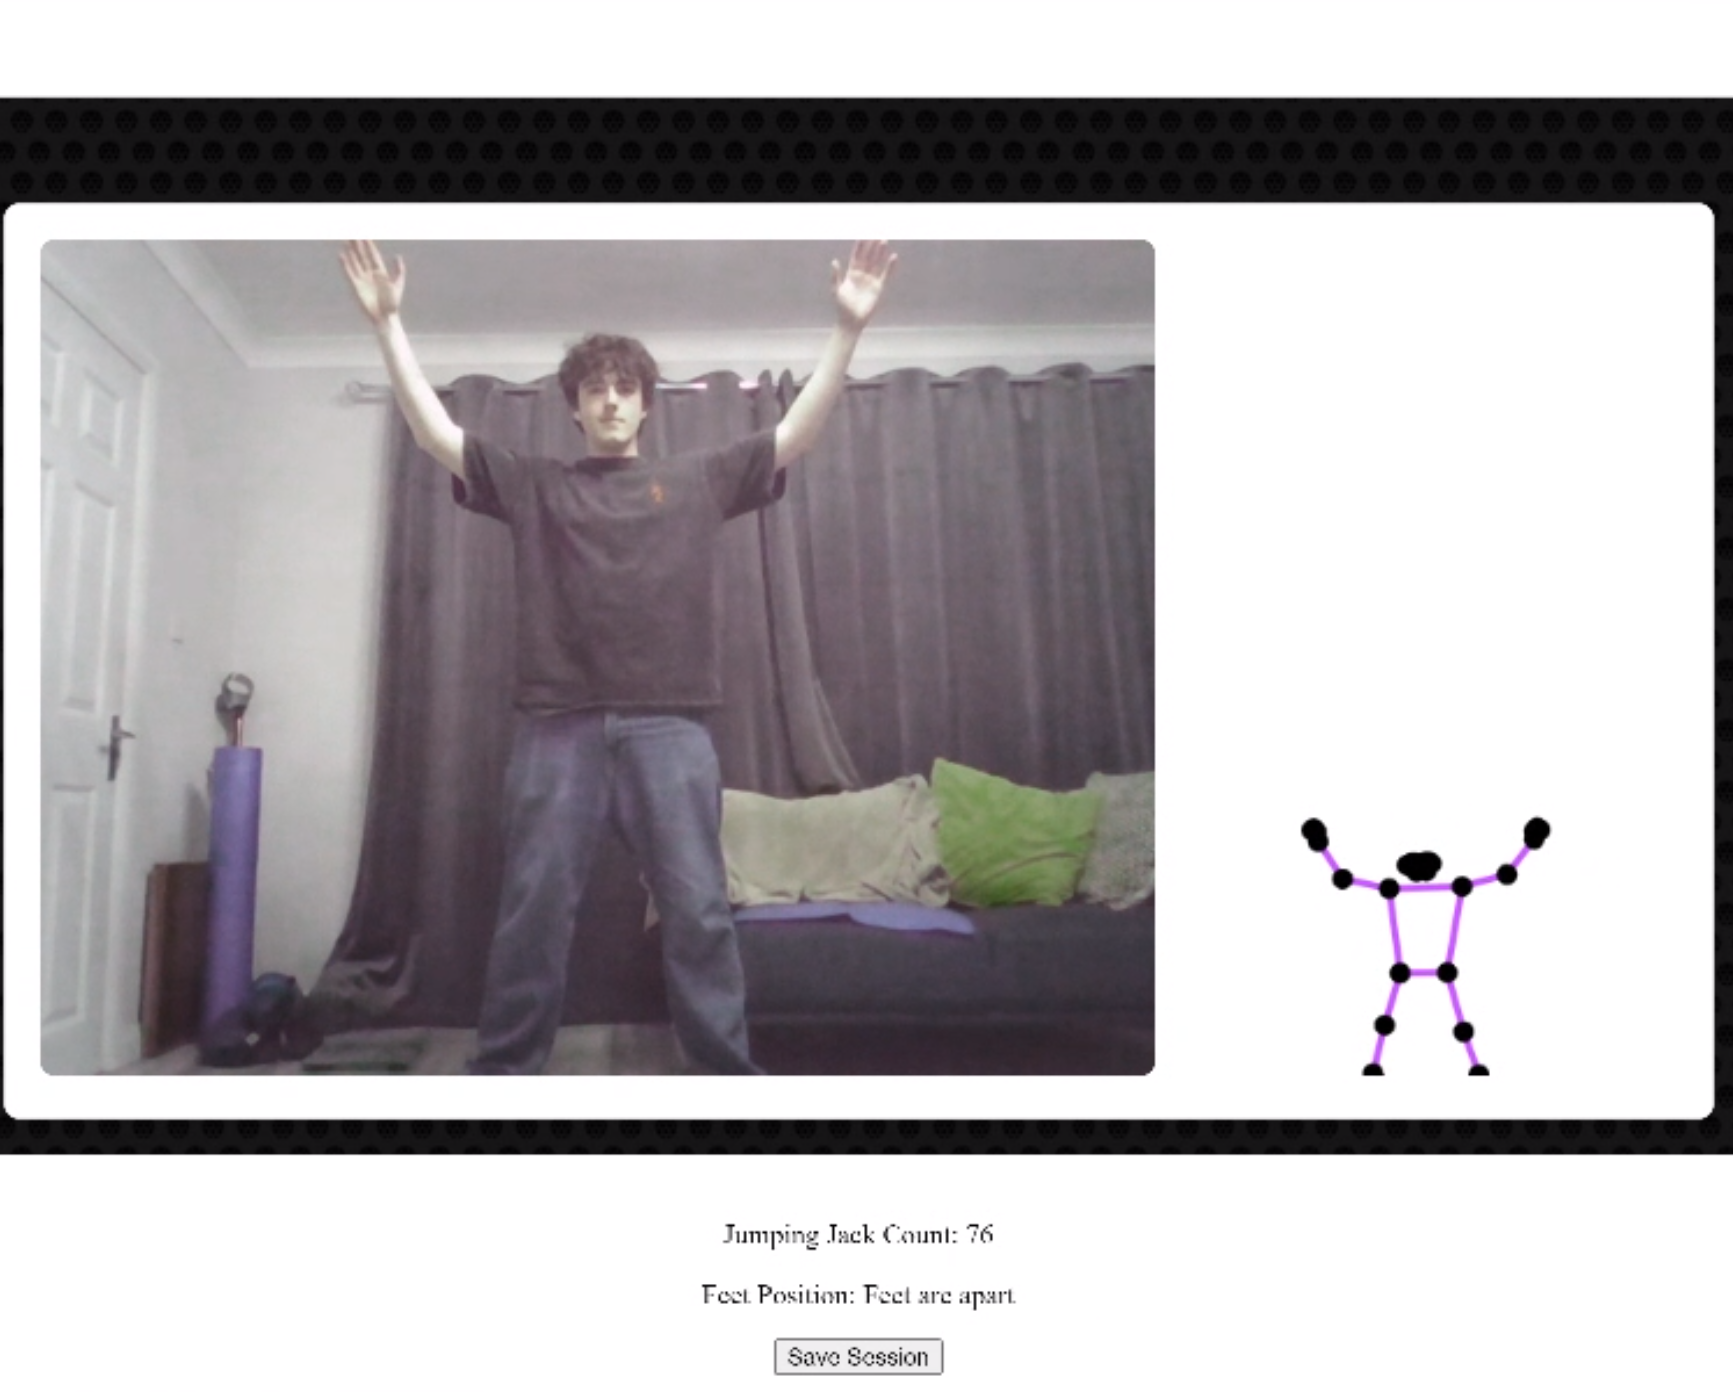 Jumping Jack Count: 76
Feet Position: Feet are apart
Save Session